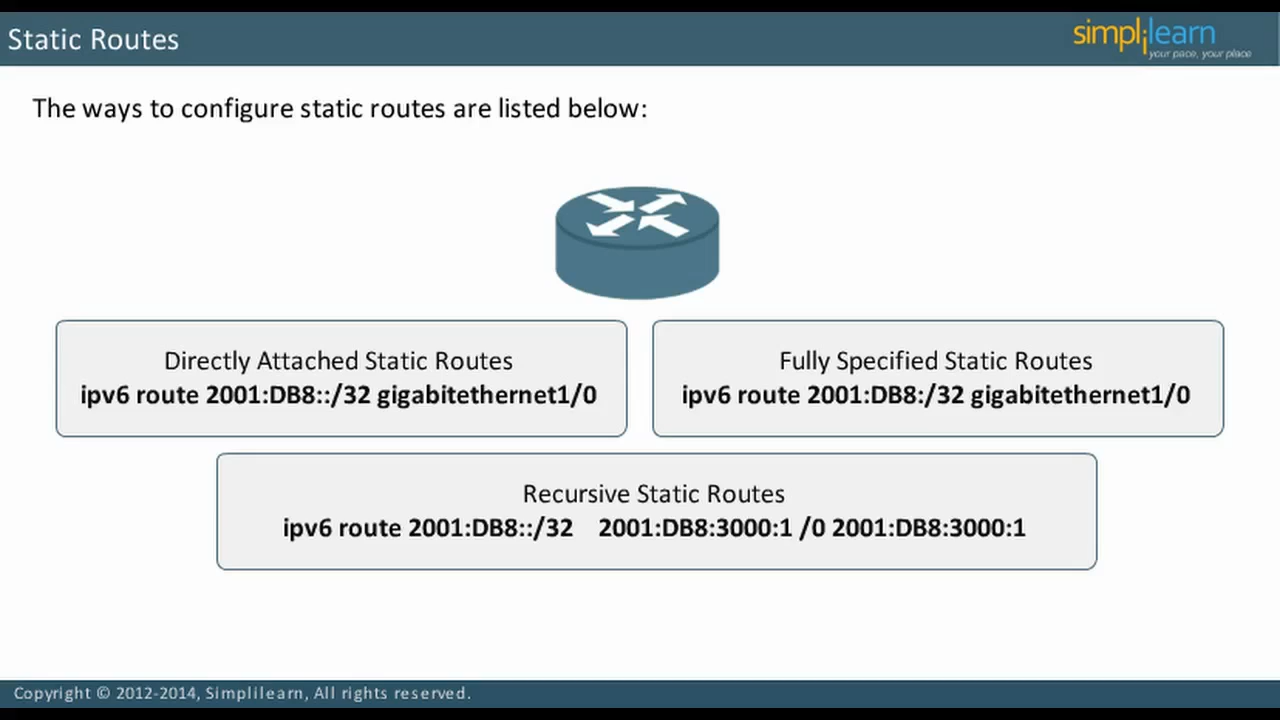 Static Routes
simplilearn
your pace, your place
The ways to configure static routes are listed below:
Directly Attached Static Routes
ipv6 route 2001:DB8::/32 gigabitethernet1/0
Fully Specified Static Routes
ipv6 route 2001:DB8:/32 gigabitethernet1/0
Recursive Static Routes
ipv6 route 2001:DB8::/32 2001:DB8:3000:1 /0 2001:DB8:3000:1
Copyright © 2012-2014, Simplilearn, All rights reserved.